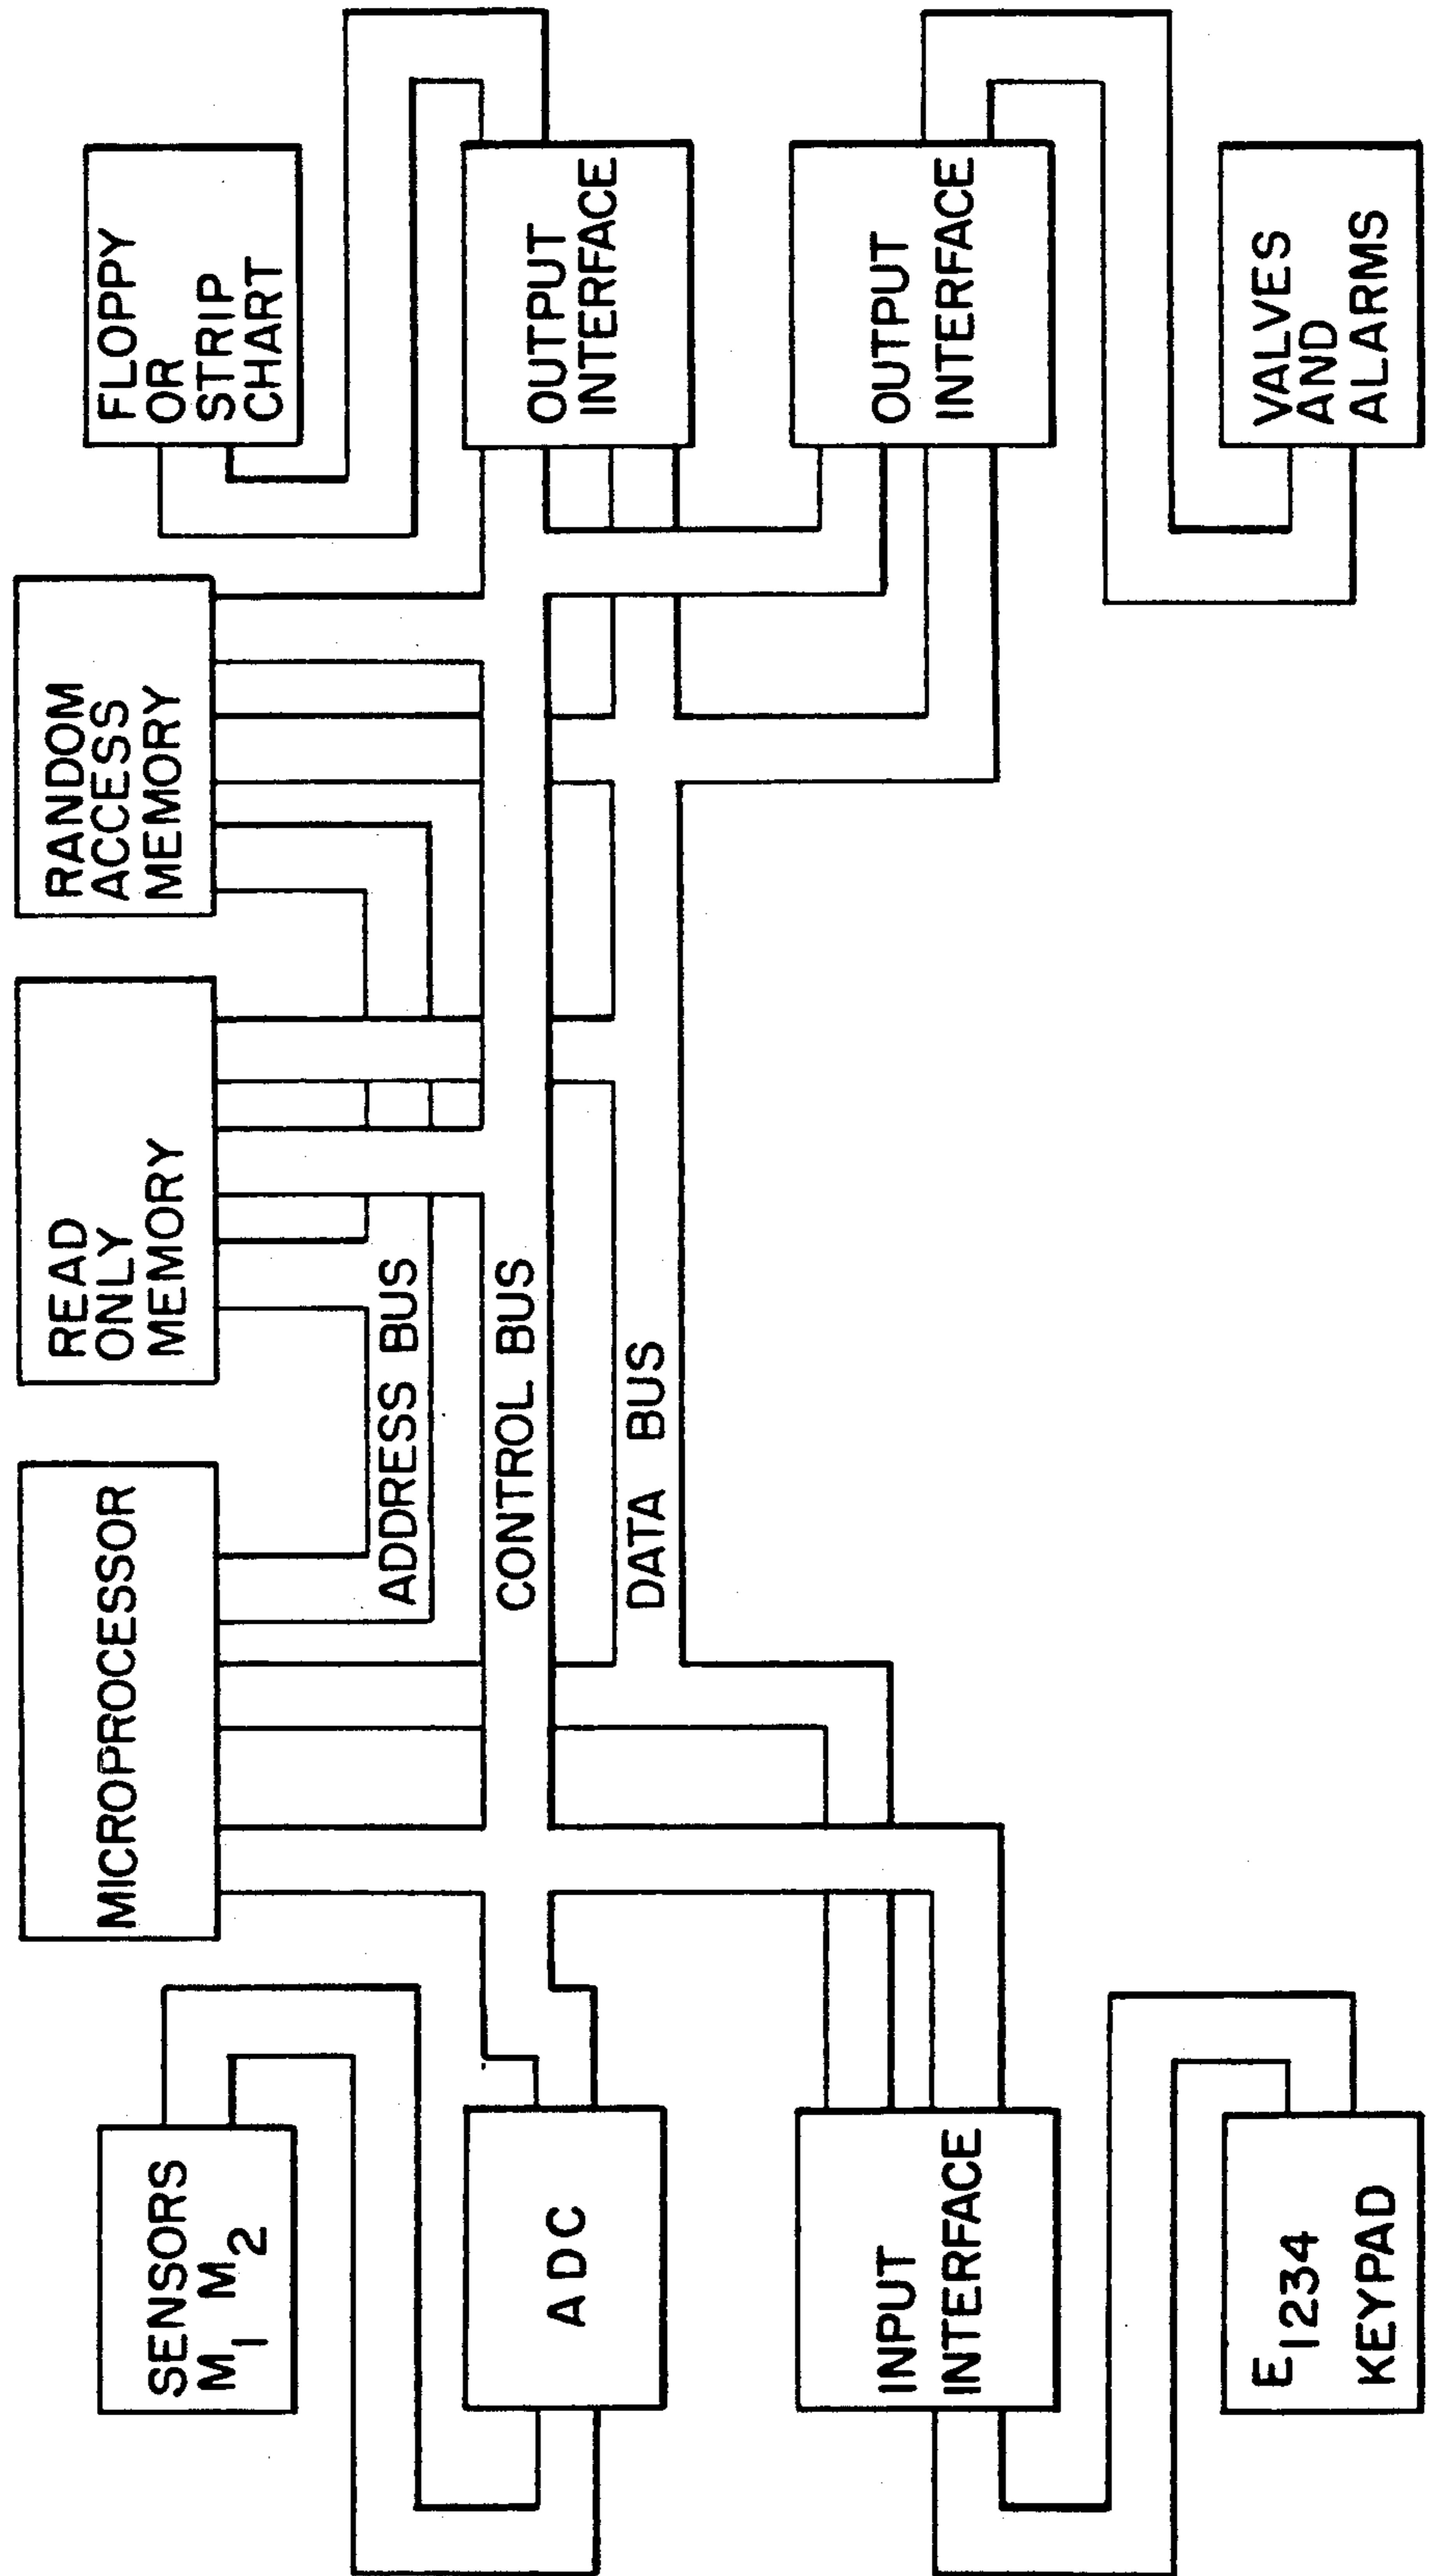 SENSORS
M1 M2
ADC
INPUT
INTERFACE
E1234
KEYPAD
MICROPROCESSOR
READ
ONLY
MEMORY
RANDOM
ACCESS
MEMORY
ADDRESS BUS
CONTROL BUS
DATA BUS
FLOPPY
OR
STRIP
CHART
OUTPUT
INTERFACE
OUTPUT
INTERFACE
VALVES
AND
ALARMS